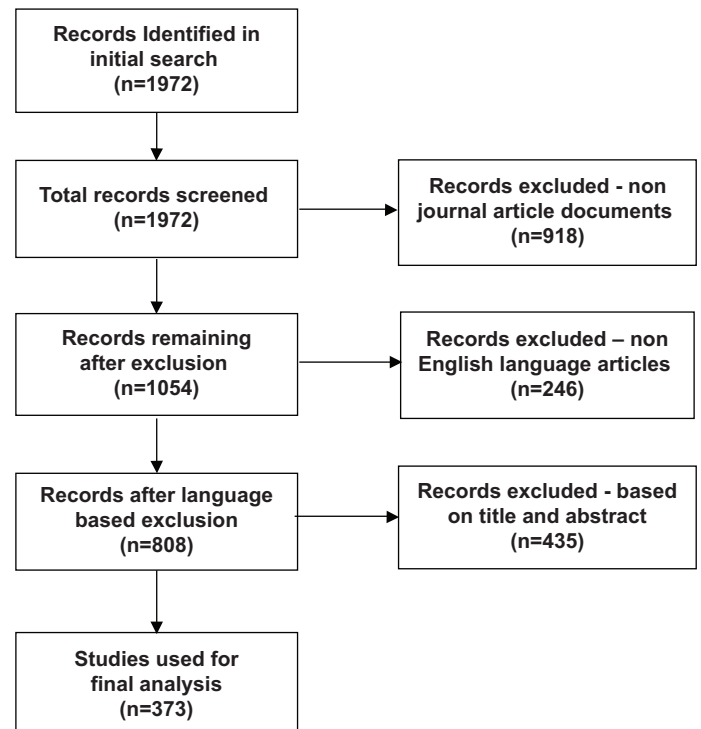 Records Identified in
initial search
(n=1972)
Total records screened
(n=1972)
Records excluded - non
journal article documents
(n=918)
Records remaining
after exclusion
(n=1054)
Records excluded – non
English language articles
(n=246)
Records after language
based exclusion
(n=808)
Records excluded - based
on title and abstract
(n=435)
Studies used for
final analysis
(n=373)